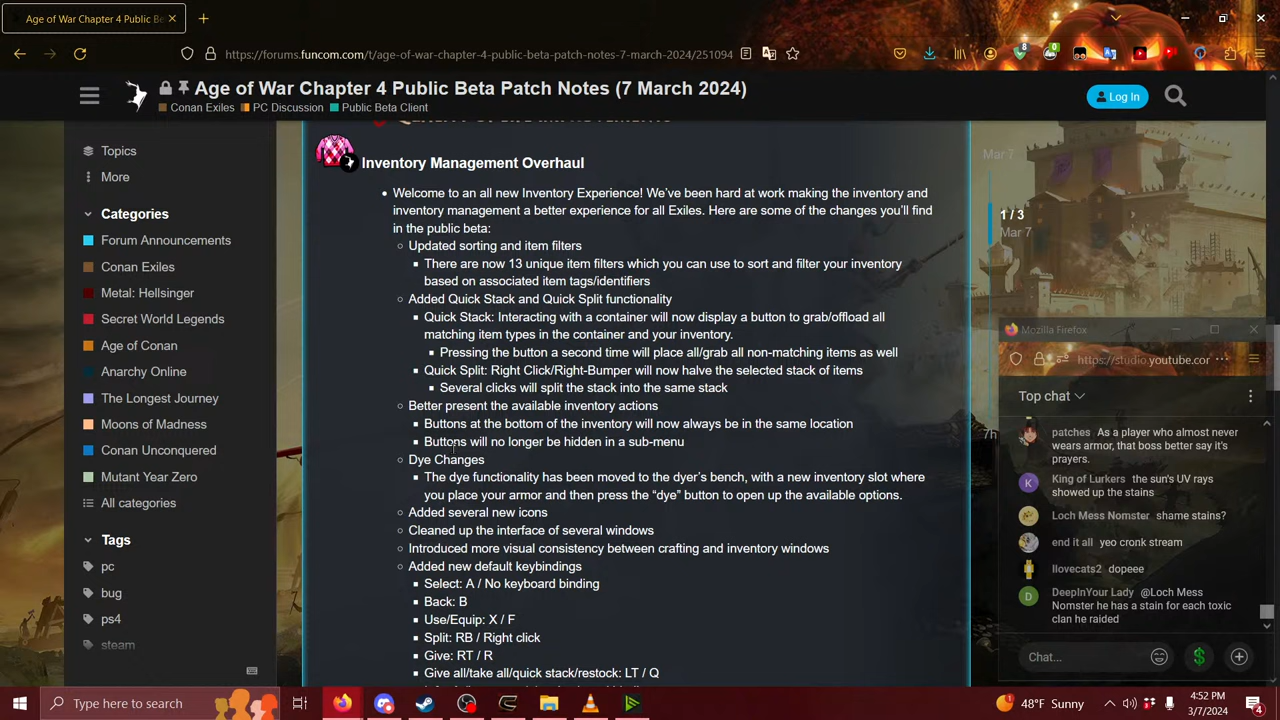 Age of War Chapter 4 Public Be
https://forums.funcom.com/t/age-of-war-chapter-4-public-beta-patch-notes-7-march-2024/251094
8
0
Age of War Chapter 4 Public Beta Patch Notes (7 March 2024)
Conan Exiles PC Discussion Public Beta Client
Log In
Topics
More
Categories
Forum Announcements
Conan Exiles
Metal: Hellsinger
Secret World Legends
Age of Conan
Anarchy Online
The Longest Journey
Moons of Madness
Conan Unconquered
Mutant Year Zero
All categories
Tags
pc
bug
ps4
steam
Inventory Management Overhaul
Welcome to an all new Inventory Experience! We've been hard at work making the inventory and
inventory management a better experience for all Exiles. Here are some of the changes you'll find
in the public beta:
Updated sorting and item filters
There are now 13 unique item filters which you can use to sort and filter your inventory
based on associated item tags/identifiers
Added Quick Stack and Quick Split functionality
Quick Stack: Interacting with a container will now display a button to grab/offload all
matching item types in the container and your inventory.
Pressing the button a second time will place all/grab all non-matching items as well
Quick Split: Right Click/Right-Bumper will now halve the selected stack of items
Several clicks will split the stack into the same stack
Better present the available inventory actions
Buttons at the bottom of the inventory will now always be in the same location
Buttons will no longer be hidden in a sub-menu
Dye Changes
The dye functionality has been moved to the dyer's bench, with a new inventory slot where
you place your armor and then press the “dye” button to open up the available options.
Added several new icons
Cleaned up the interface of several windows
Introduced more visual consistency between crafting and inventory windows
Added new default keybindings
Select: A / No keyboard binding
Back: B
Use/Equip: X / F
Split: RB / Right click
Give: RT / R
Give all/take all/quick stack/restock: LT / Q
Mar 7
1 / 3
Mar 7
7h
Mozilla Firefox
https://studio.youtube.cor
Top chat
patches As a player who almost never
wears armor, that boss better say it's
prayers.
King of Lurkers the sun's UV rays
showed up the stains
Loch Mess Nomster shame stains?
end it all yeo cronk stream
Ilovecats2 dopeee
DeepInYour Lady @Loch Mess
Nomster he has a stain for each toxic
clan he raided
Chat...
Type here to search
48°F Sunny
4:52 PM
3/7/2024
4